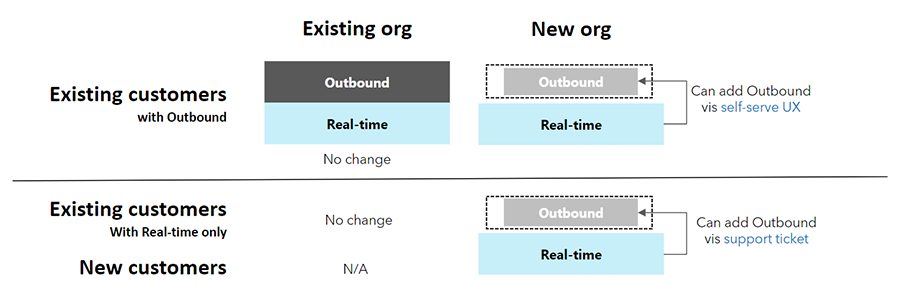 Existing org
New org
Existing customers
with Outbound
Outbound
Real-time
No change
Outbound
Real-time
Can add Outbound
vis self-serve UX
Existing customers
With Real-time only
No change
New customers
N/A
Outbound
Real-time
Can add Outbound
vis support ticket